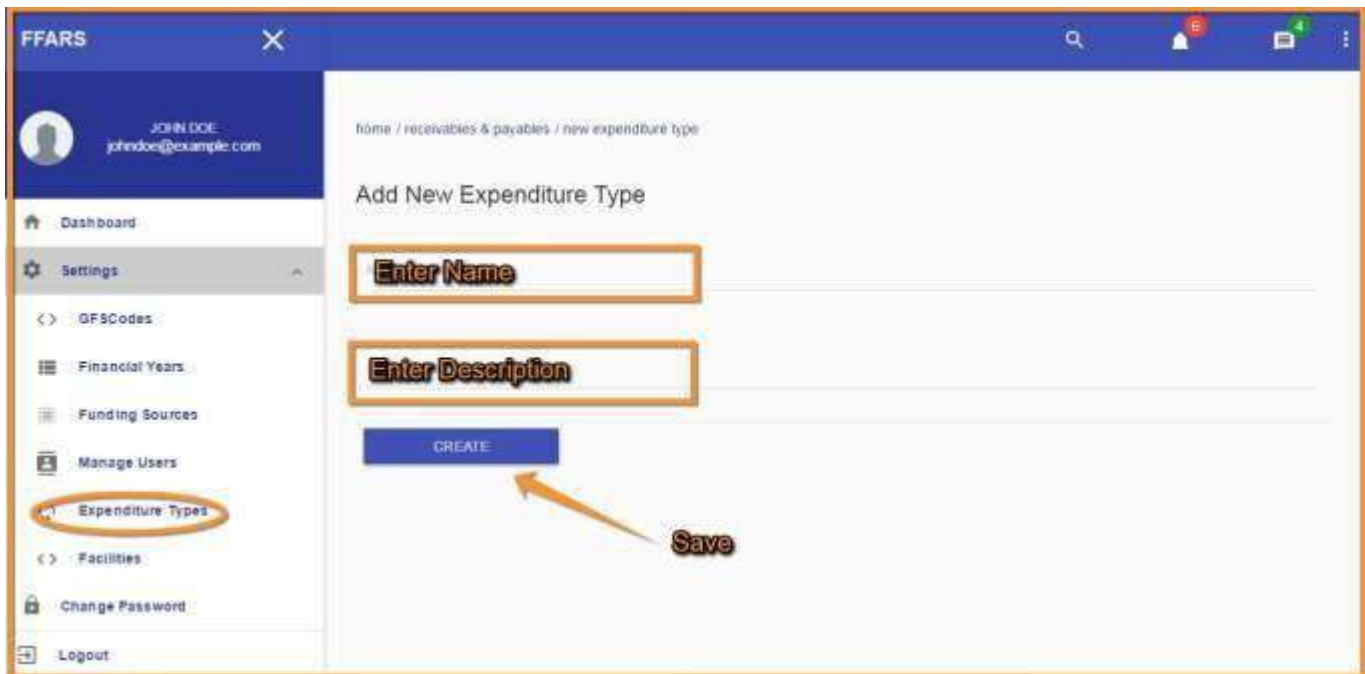 FFARS
6
4
JOHN DOE
johndoe@example.com
home / receivables & payables / new expenditure type
Add New Expenditure Type
Dashboard
Settings
GFSCodes
Financial Years
Funding Sources
Manage Users
Expenditure Types
Facilities
Change Password
Logout
Enter Name
Enter Description
CREATE
Save